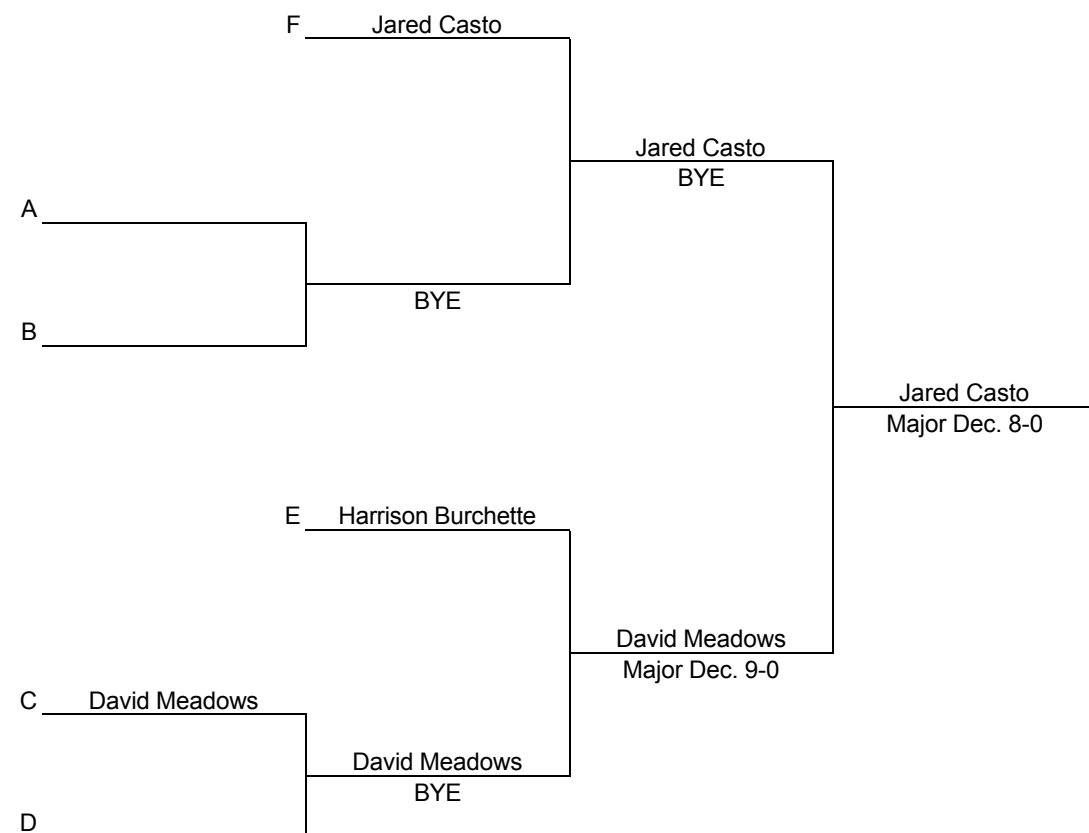 F Jared Casto
Jared Casto
BYE
A
BYE
B
Jared Casto
Major Dec. 8-0
E Harrison Burchette
David Meadows
Major Dec. 9-0
C David Meadows
David Meadows
BYE
D